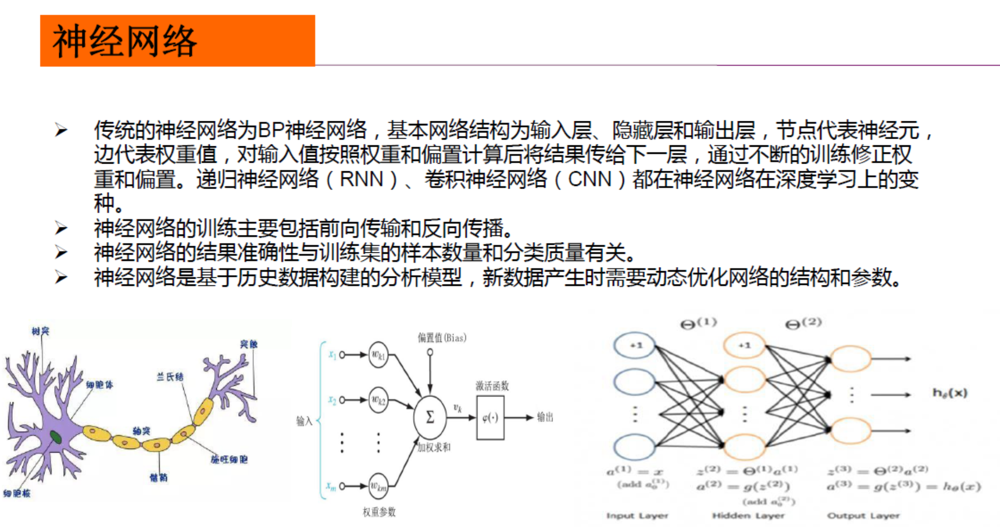 神经网络
➢ 传统的神经网络为BP神经网络，基本网络结构为输入层、隐藏层和输出层，节点代表神经元，
边代表权重值，对输入值按照权重和偏置计算后将结果传给下一层，通过不断的训练修正权
重和偏置。递归神经网络（RNN）、卷积神经网络（CNN）都在神经网络在深度学习上的变
种。
➢ 神经网络的训练主要包括前向传输和反向传播。
➢ 神经网络的结果准确性与训练集的样本数量和分类质量有关。
➢ 神经网络是基于历史数据构建的分析模型，新数据产生时需要动态优化网络的结构和参数。
树突
突触
兰氏结
细胞体
轴突
施旺细胞
髓鞘
细胞核
偏置值(Bias)
x₁ w_{k1}
激活函数
x₂ w_{k2}
输入
Σ
v_k
φ(·)
输出
加权求和
x_m w_{km}
权重参数
Θ^{(1)} Θ^{(2)}
+1 +1
h_θ(x)
a^{(1)} = x
(add a_0^{(1)})
Input Layer
z^{(2)} = Θ^{(1)}a^{(1)}
a^{(2)} = g(z^{(2)})
(add a_0^{(2)})
Hidden Layer
z^{(3)} = Θ^{(2)}a^{(2)}
a^{(3)} = g(z^{(3)}) = h_θ(x)
Output Layer